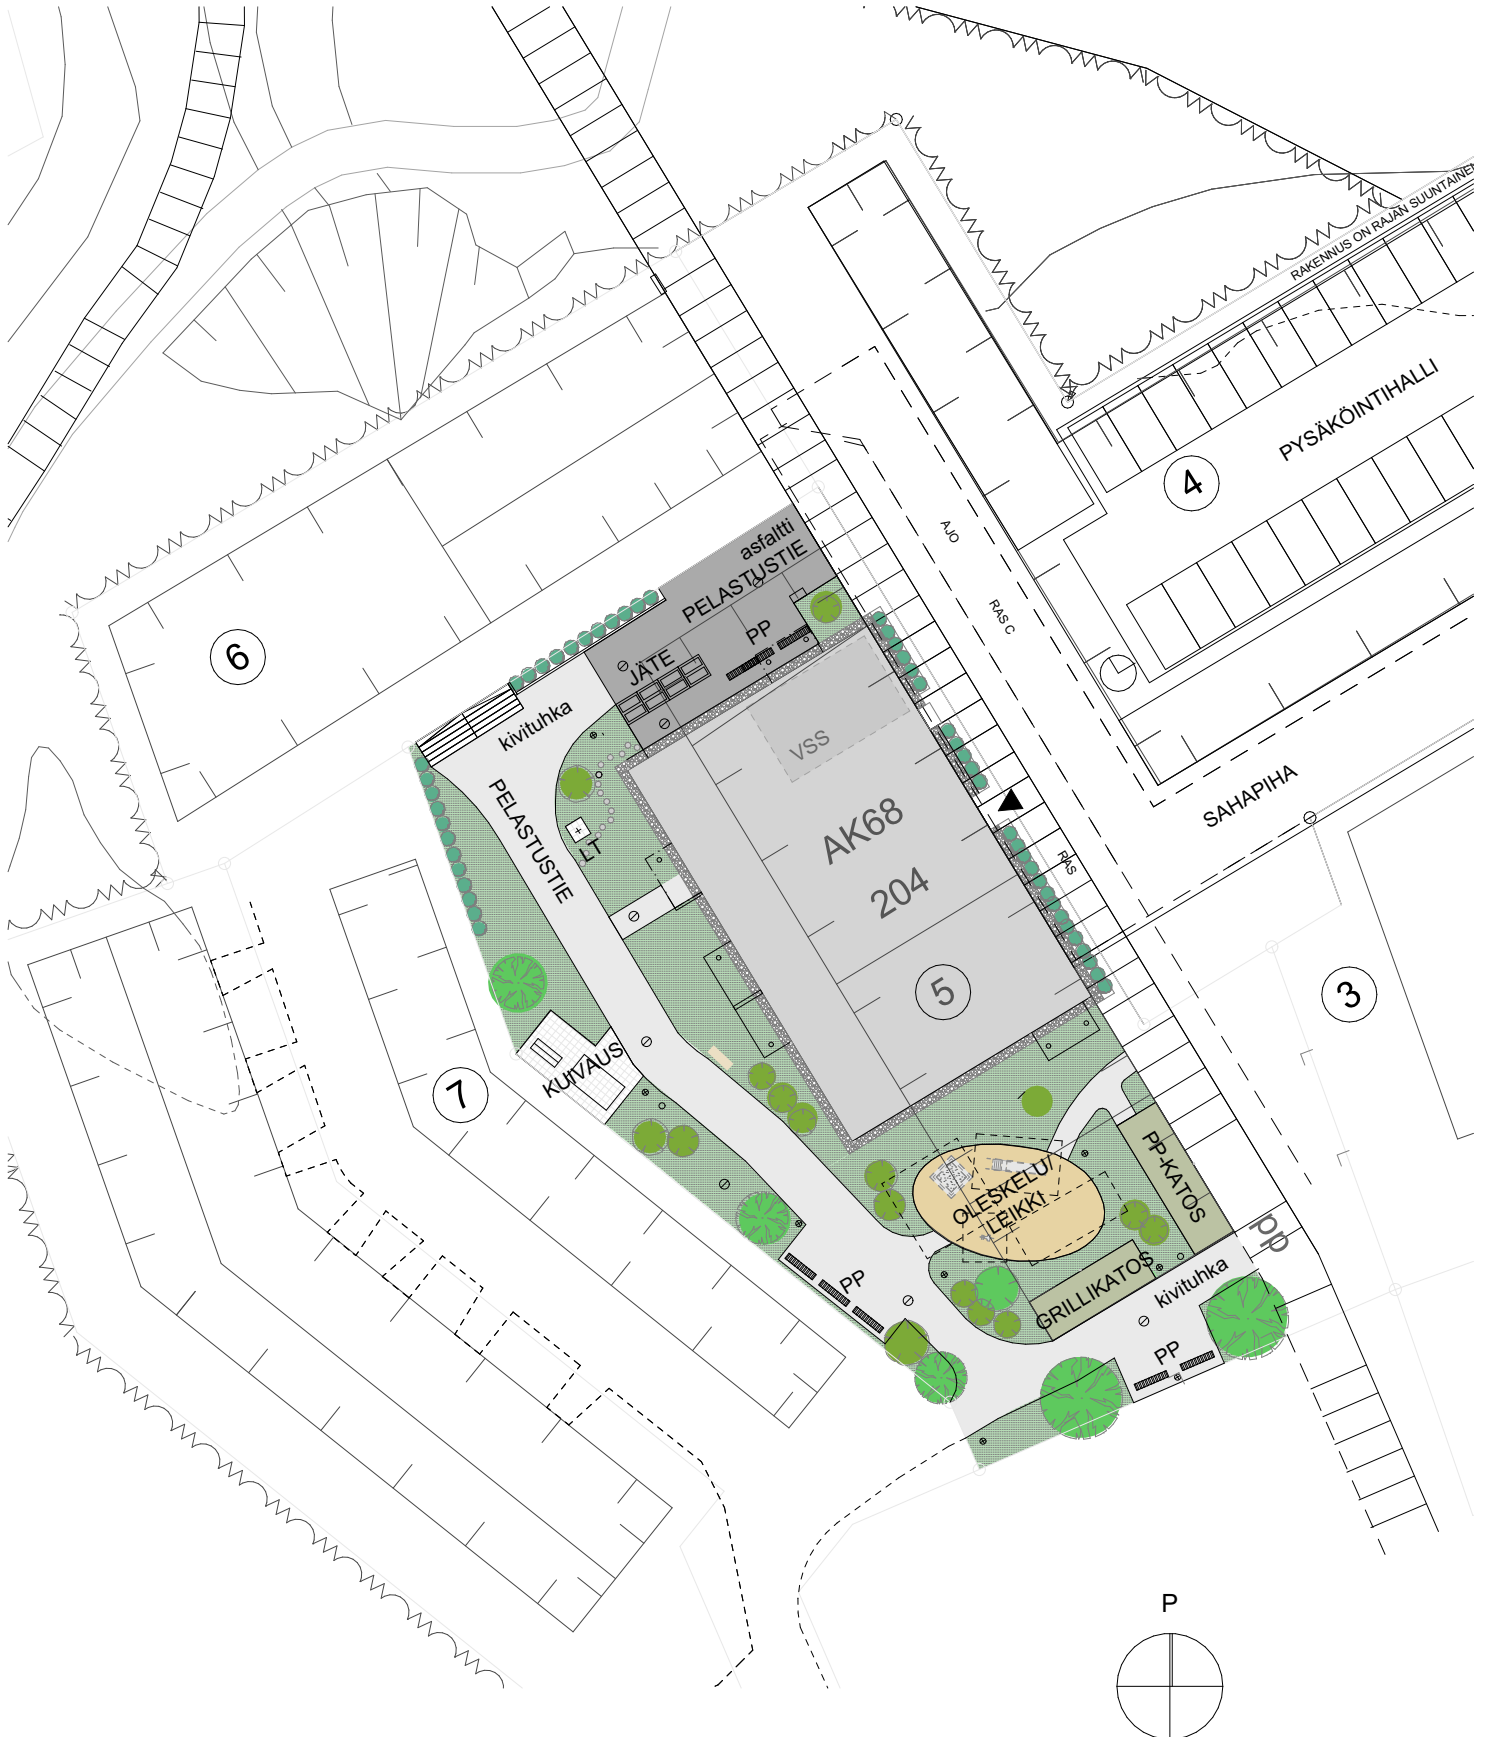 RAKENNUS ON RAJAN SUUNTAINEN
PYSÄKÖINTIHALLI
4
AJO
RAS C
asfaltti
PELASTUSTIE
PP
JÄTE
6
kivituhka
VSS
PELASTUSTIE
LT
AK68
204
5
SAHAPIHA
RAS
3
KUIVAUS
7
PP-KATOS
OLESKELU/
LEIKKI
pp
GRILLIKATOS
kivituhka
PP
PP
P